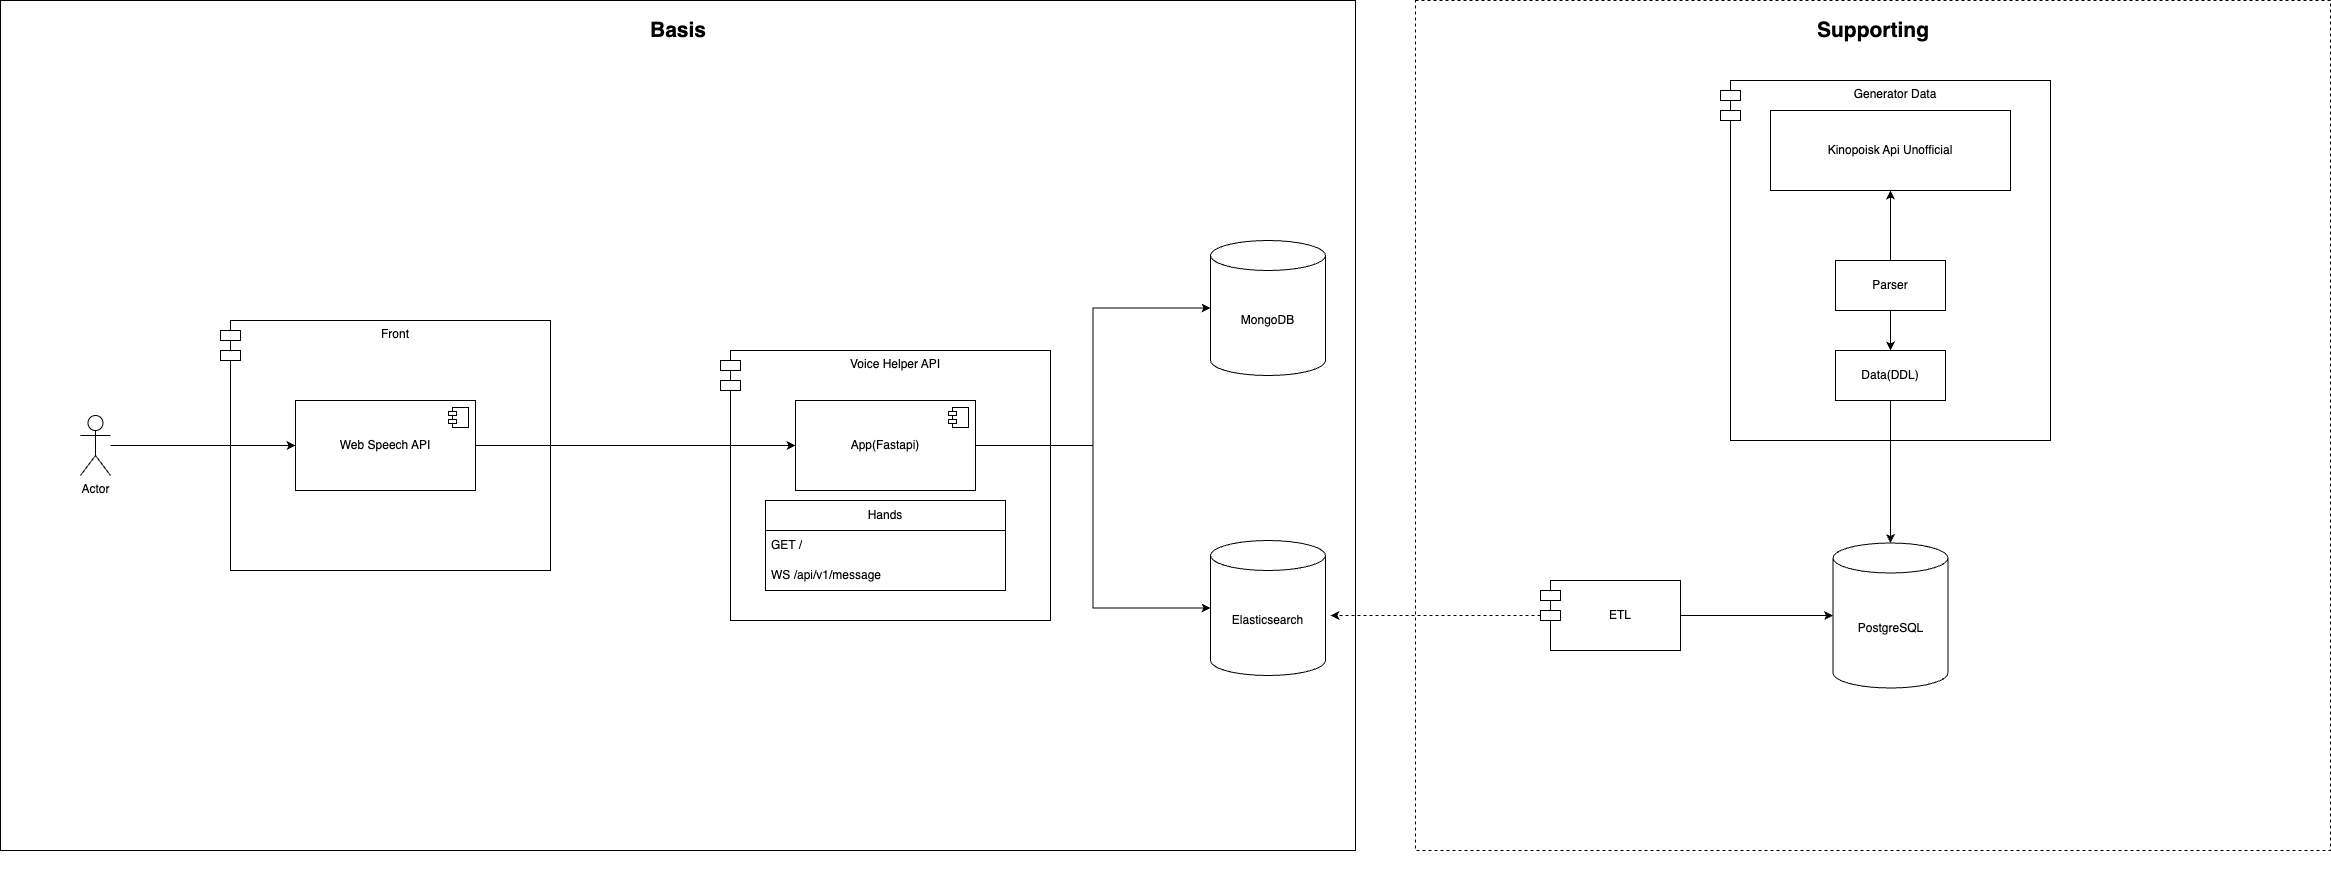 Basis
Front
Web Speech API
Actor
Voice Helper API
App(Fastapi)
Hands
GET /
WS /api/v1/message
MongoDB
Elasticsearch
Supporting
Generator Data
Kinopoisk Api Unofficial
Parser
Data(DDL)
ETL
PostgreSQL